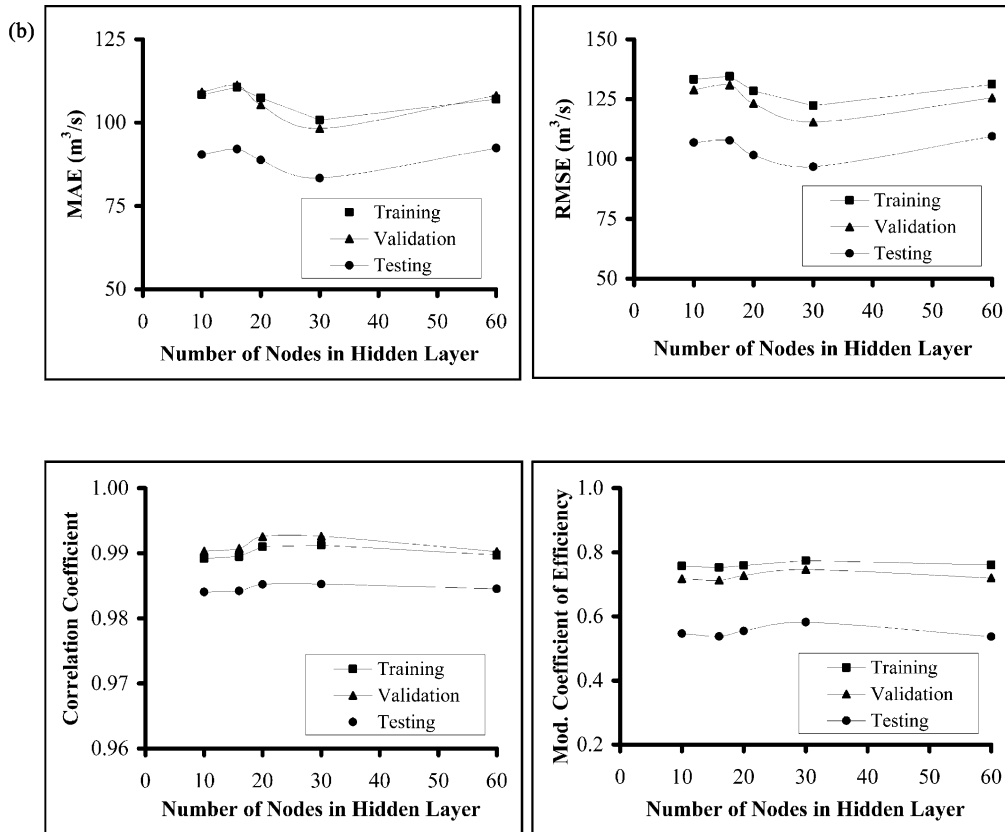 (b)
MAE (m³/s)
125
100
75
50
0 10 20 30 40 50 60
Number of Nodes in Hidden Layer
Training
Validation
Testing
RMSE (m³/s)
150
125
100
75
50
0 10 20 30 40 50 60
Number of Nodes in Hidden Layer
Training
Validation
Testing
Correlation Coefficient
1.00
0.99
0.98
0.97
0.96
0 10 20 30 40 50 60
Number of Nodes in Hidden Layer
Training
Validation
Testing
Mod. Coefficient of Efficiency
1.0
0.8
0.6
0.4
0.2
0 10 20 30 40 50 60
Number of Nodes in Hidden Layer
Training
Validation
Testing